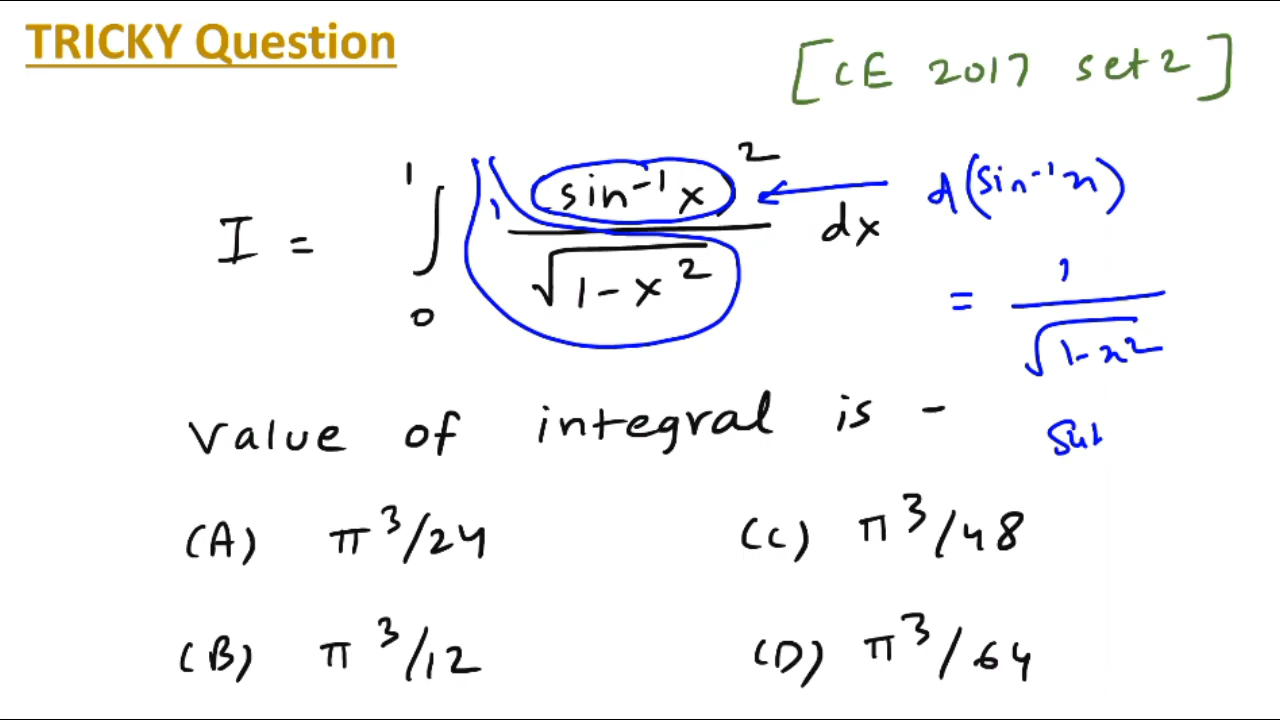 TRICKY Question
[CE 2017 set 2]
I = ∫₀¹ (sin⁻¹x)² / √(1-x²) dx
d(sin⁻¹x)
= 1 / √(1-x²)
Value of integral is -
Sub
(A) π³/24
(C) π³/48
(B) π³/12
(D) π³/64